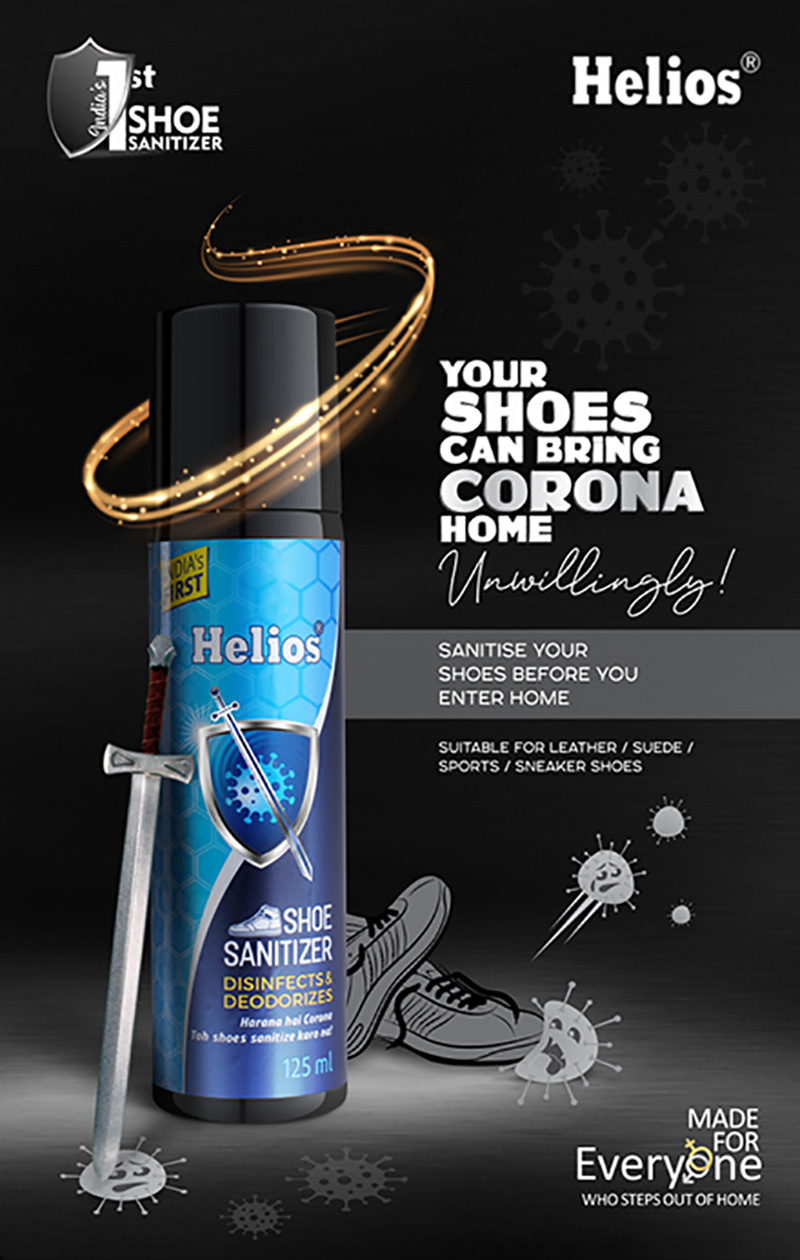 India's 1st
SHOE
SANITIZER
Helios®
YOUR
SHOES
CAN BRING
CORONA
HOME
Unwillingly!
SANITISE YOUR
SHOES BEFORE YOU
ENTER HOME
SUITABLE FOR LEATHER / SUEDE /
SPORTS / SNEAKER SHOES
INDIA's
FIRST
Helios®
SHOE
SANITIZER
DISINFECTS &
DEODORIZES
Harana hai Corona
Toh shoes sanitize karo na!
125 ml
MADE
FOR
Everyone
WHO STEPS OUT OF HOME